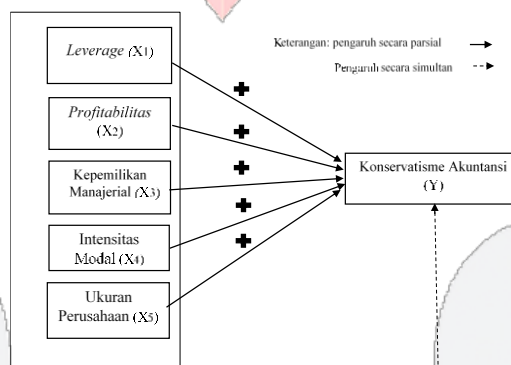 Leverage (X1)
Profitabilitas
(X2)
Kepemilikan
Manajerial (X3)
Intensitas
Modal (X4)
Ukuran
Perusahaan (X5)
Keterangan: pengaruh secara parsial
Pengaruh secara simultan
Konservatisme Akuntansi
(Y)